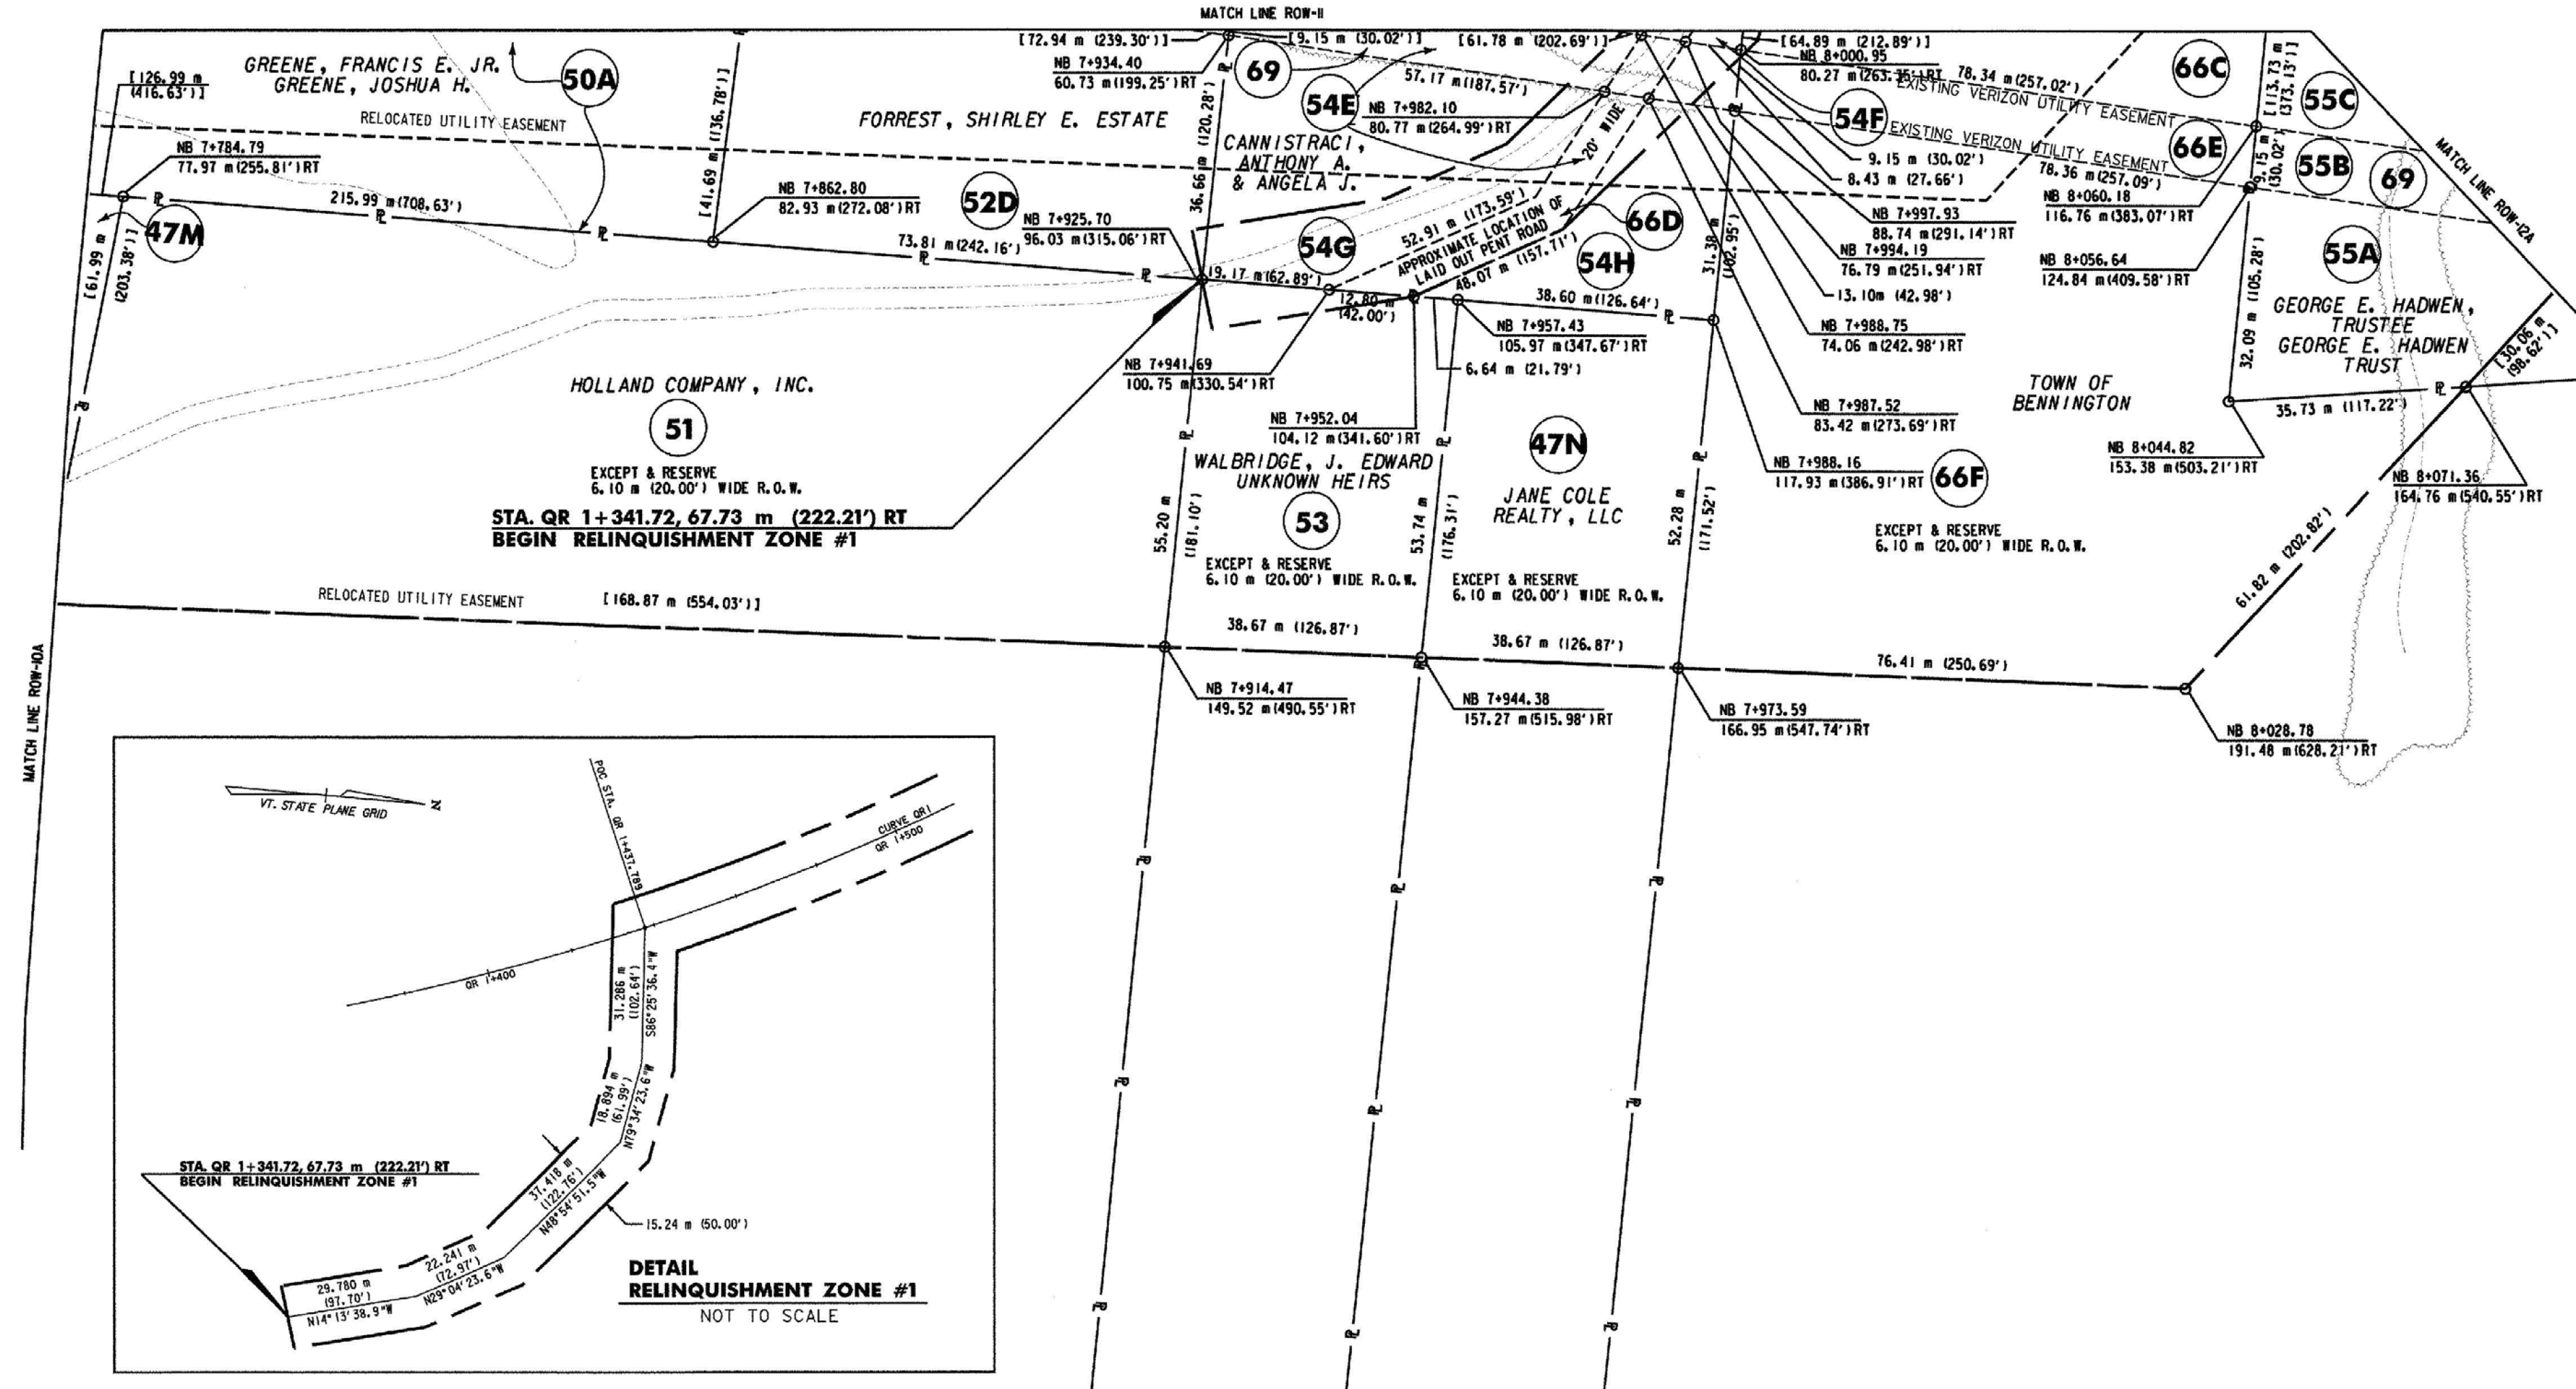 MATCH LINE ROW-11
[126.99 m
(416.63')]
GREENE, FRANCIS E. JR.
GREENE, JOSHUA H.
50A
[41.69 m (136.78')]
RELOCATED UTILITY EASEMENT
NB 7+784.79
77.97 m (255.81') RT
215.99 m (708.63')
47M
[61.99 m
(203.38')]
NB 7+862.80
82.93 m (272.08') RT
52D
FORREST, SHIRLEY E. ESTATE
73.81 m (242.16')
NB 7+925.70
96.03 m (315.06') RT
[72.94 m (239.30')]
NB 7+934.40
60.73 m (199.25') RT
36.66 m (120.28')
[9.15 m (30.02')]
69
[61.78 m (202.69')]
57.17 m (187.57')
54E
NB 7+982.10
80.77 m (264.99') RT
CANNISTRACI,
ANTHONY A.
& ANGELA J.
20' WIDE
54G
52.91 m (173.59')
APPROXIMATE LOCATION OF
LAID OUT PENT ROAD
48.07 m (157.71')
66D
54H
31.38 m
(102.95')
19.17 m (62.89')
12.80 m
(42.00')
38.60 m (126.64')
NB 7+957.43
105.97 m (347.67') RT
6.64 m (21.79')
NB 7+941.69
100.75 m (330.54') RT
NB 7+952.04
104.12 m (341.60') RT
[64.89 m (212.89')]
NB 8+000.95
80.27 m (263.35') RT
78.34 m (257.02')
EXISTING VERIZON UTILITY EASEMENT
54F
EXISTING VERIZON UTILITY EASEMENT
78.36 m (257.09')
9.15 m (30.02')
8.43 m (27.66')
66C
66E
[113.73 m
(373.13')]
55C
9.15 m
(30.02')
55B
69
MATCH LINE ROW-12A
NB 8+060.18
116.76 m (383.07') RT
NB 7+997.93
88.74 m (291.14') RT
NB 7+994.19
76.79 m (251.94') RT
13.10m (42.98')
NB 7+988.75
74.06 m (242.98') RT
NB 7+987.52
83.42 m (273.69') RT
NB 7+988.16
117.93 m (386.91') RT
NB 8+056.64
124.84 m (409.58') RT
32.09 m (105.28')
55A
GEORGE E. HADWEN,
TRUSTEE
GEORGE E. HADWEN
TRUST
[30.06 m
(98.62')]
35.73 m (117.22')
TOWN OF
BENNINGTON
NB 8+044.82
153.38 m (503.21') RT
NB 8+071.36
164.76 m (540.55') RT
66F
EXCEPT & RESERVE
6.10 m (20.00') WIDE R.O.W.
61.82 m (202.82')
HOLLAND COMPANY, INC.
51
EXCEPT & RESERVE
6.10 m (20.00') WIDE R.O.W.
STA. QR 1+341.72, 67.73 m (222.21') RT
BEGIN RELINQUISHMENT ZONE #1
WALBRIDGE, J. EDWARD
UNKNOWN HEIRS
53
EXCEPT & RESERVE
6.10 m (20.00') WIDE R.O.W.
55.20 m
(181.10')
53.74 m
(176.31')
47N
JANE COLE
REALTY, LLC
EXCEPT & RESERVE
6.10 m (20.00') WIDE R.O.W.
52.28 m
(171.52')
RELOCATED UTILITY EASEMENT
[168.87 m (554.03')]
38.67 m (126.87')
38.67 m (126.87')
76.41 m (250.69')
NB 7+914.47
149.52 m (490.55') RT
NB 7+944.38
157.27 m (515.98') RT
NB 7+973.59
166.95 m (547.74') RT
NB 8+028.78
191.48 m (628.21') RT
MATCH LINE ROW-10A
VT. STATE PLANE GRID
N
POC STA. QR 1+437.789
CURVE QR1
QR 1+500
QR 1+400
31.286 m
(102.64')
S86°25'36.4"W
18.894 m
(61.99')
N79°34'23.6"W
37.418 m
(122.76')
N48°54'51.5"W
15.24 m (50.00')
22.241 m
(72.97')
N29°04'23.6"W
29.780 m
(97.70')
N14°13'38.9"W
STA. QR 1+341.72, 67.73 m (222.21') RT
BEGIN RELINQUISHMENT ZONE #1
DETAIL
RELINQUISHMENT ZONE #1
NOT TO SCALE